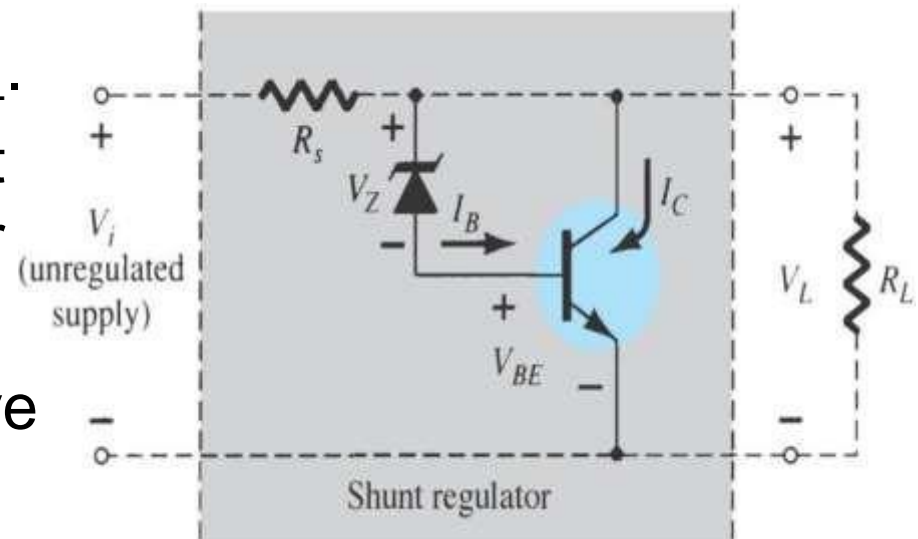 R_s
+
V_Z
−
I_B
I_C
+
V_BE
−
+
V_i
(unregulated
supply)
−
+
V_L
R_L
−
Shunt regulator